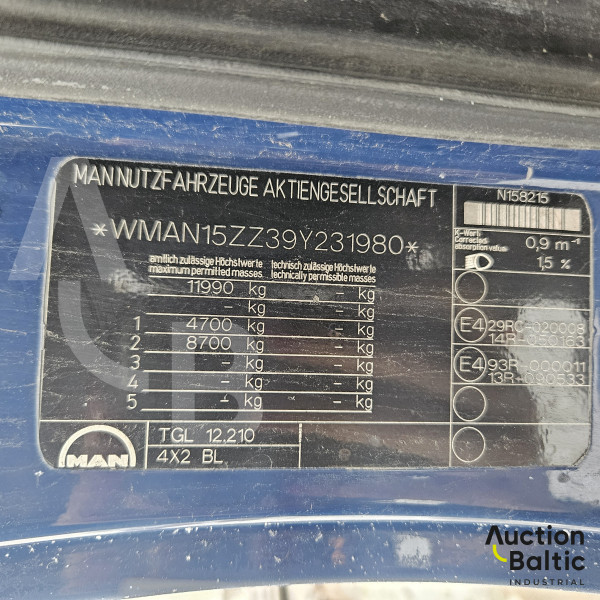 MAN NUTZFAHRZEUGE AKTIENGESELLSCHAFT
*WMAN15ZZ39Y231980*
amtlich zulässige Höchstwerte technisch zulässige Höchstwerte
maximum permitted masses technically permissible masses
11990 kg - kg
- kg - kg
1 4700 kg - kg
2 8700 kg - kg
3 - kg - kg
4 - kg - kg
5 - kg - kg
MAN
TGL 12.210
4X2 BL
N158215
K-Wert
Corrected absorption value: 0,9 m⁻¹
1,5 %
E4 29RC-020008
14R-050163
E4 93R-000011
13R-090533
Auction
Baltic
INDUSTRIAL
AB